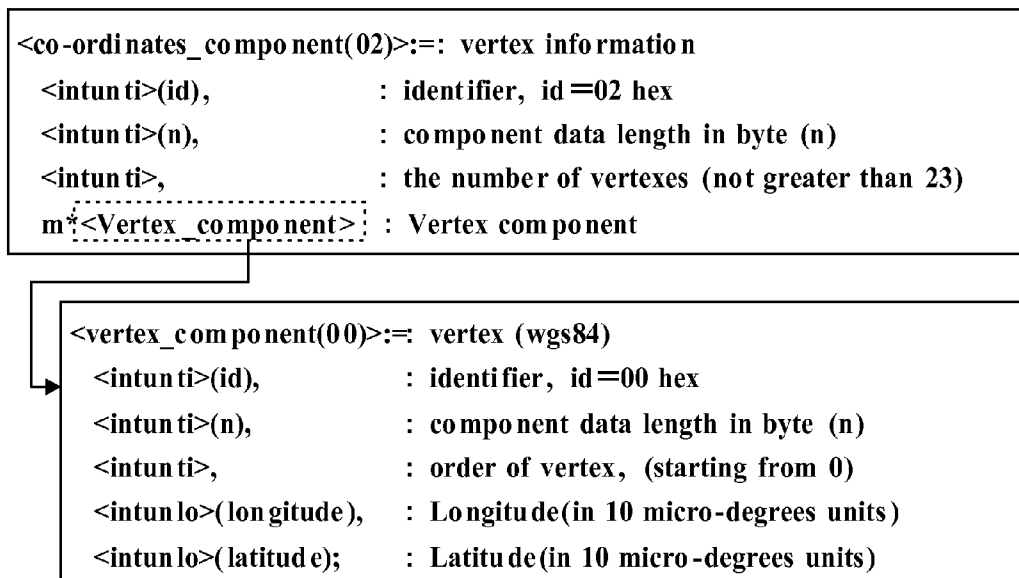 <co-ordinates_component(02)>:=: vertex information
<intunti>(id), : identifier, id=02 hex
<intunti>(n), : component data length in byte (n)
<intunti>, : the number of vertexes (not greater than 23)
m*<Vertex_component> : Vertex component
<vertex_component(00)>:=: vertex (wgs84)
<intunti>(id), : identifier, id=00 hex
<intunti>(n), : component data length in byte (n)
<intunti>, : order of vertex, (starting from 0)
<intunlo>(longitude), : Longitude(in 10 micro-degrees units)
<intunlo>(latitude); : Latitude(in 10 micro-degrees units)